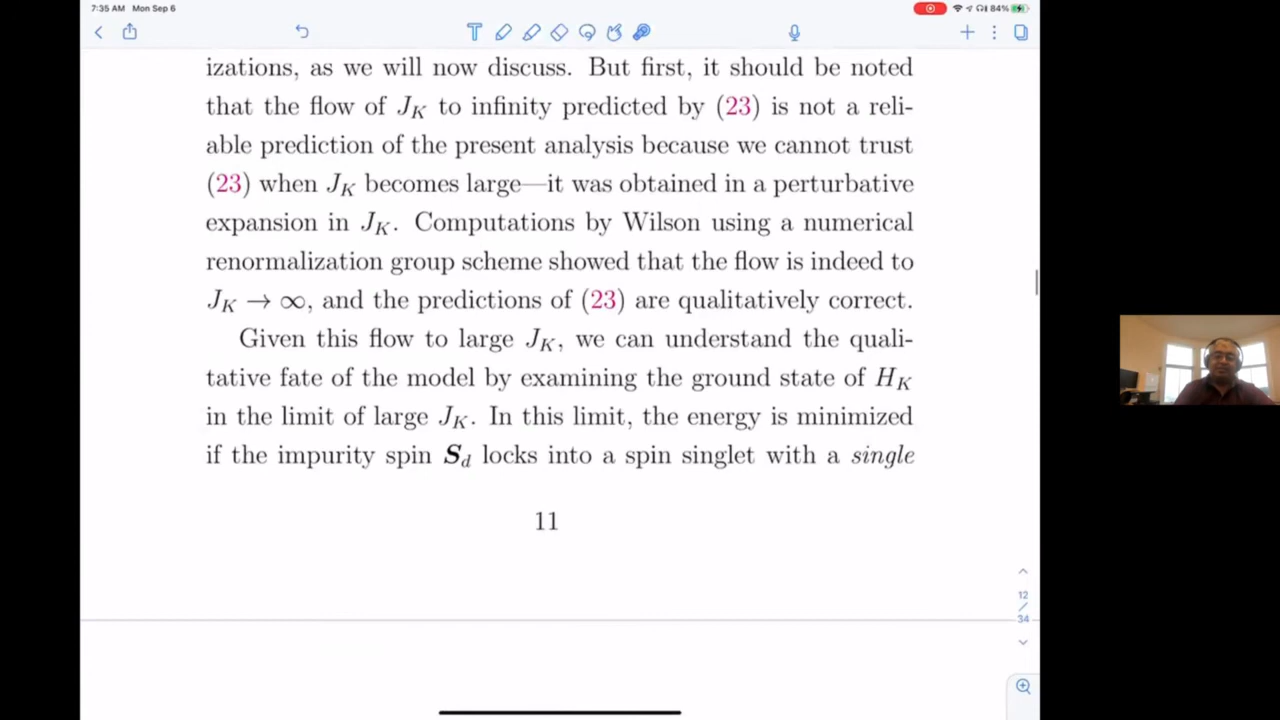 7:35 AM Mon Sep 6
84%
T
izations, as we will now discuss. But first, it should be noted
that the flow of J_K to infinity predicted by (23) is not a reli-
able prediction of the present analysis because we cannot trust
(23) when J_K becomes large—it was obtained in a perturbative
expansion in J_K. Computations by Wilson using a numerical
renormalization group scheme showed that the flow is indeed to
J_K → ∞, and the predictions of (23) are qualitatively correct.
Given this flow to large J_K, we can understand the quali-
tative fate of the model by examining the ground state of H_K
in the limit of large J_K. In this limit, the energy is minimized
if the impurity spin S_d locks into a spin singlet with a single
11
12
/
34